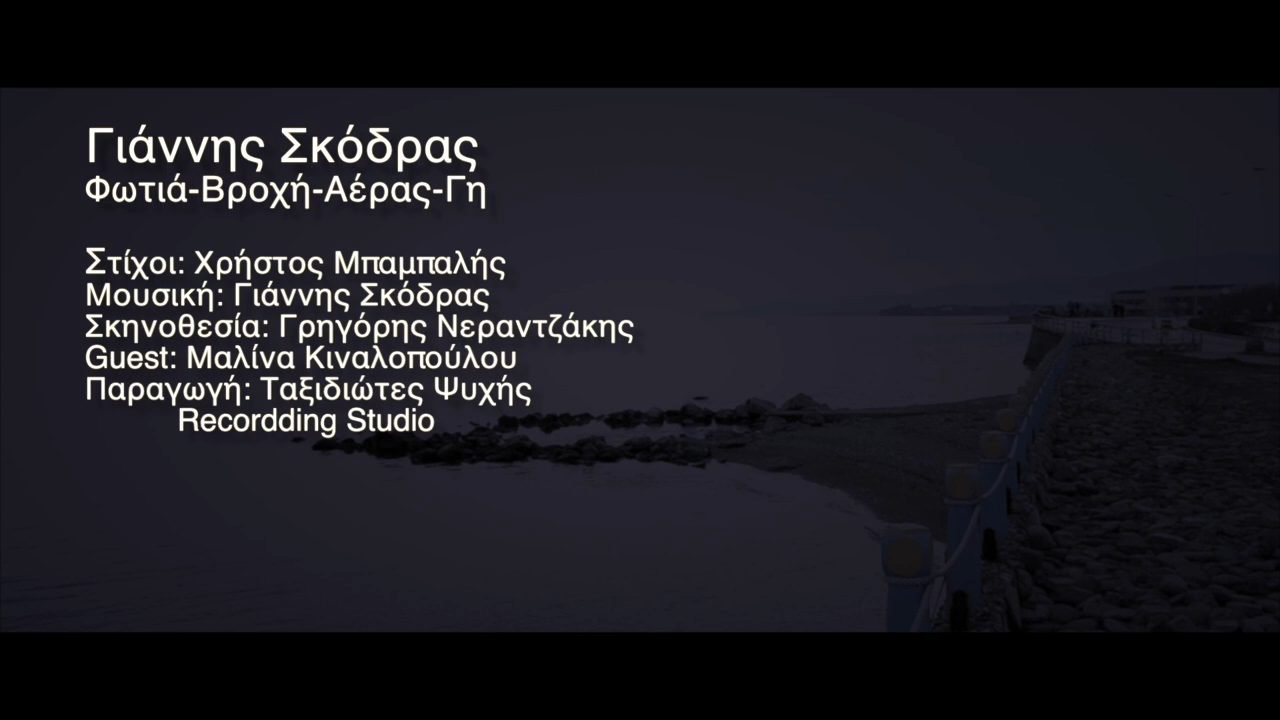 Γιάννης Σκόδρας
Φωτιά-Βροχή-Αέρας-Γη
Στίχοι: Χρήστος Μπαμπαλής
Μουσική: Γιάννης Σκόδρας
Σκηνοθεσία: Γρηγόρης Νεραντζάκης
Guest: Μαλίνα Κιναλοπούλου
Παραγωγή: Ταξιδιώτες Ψυχής
Recordding Studio